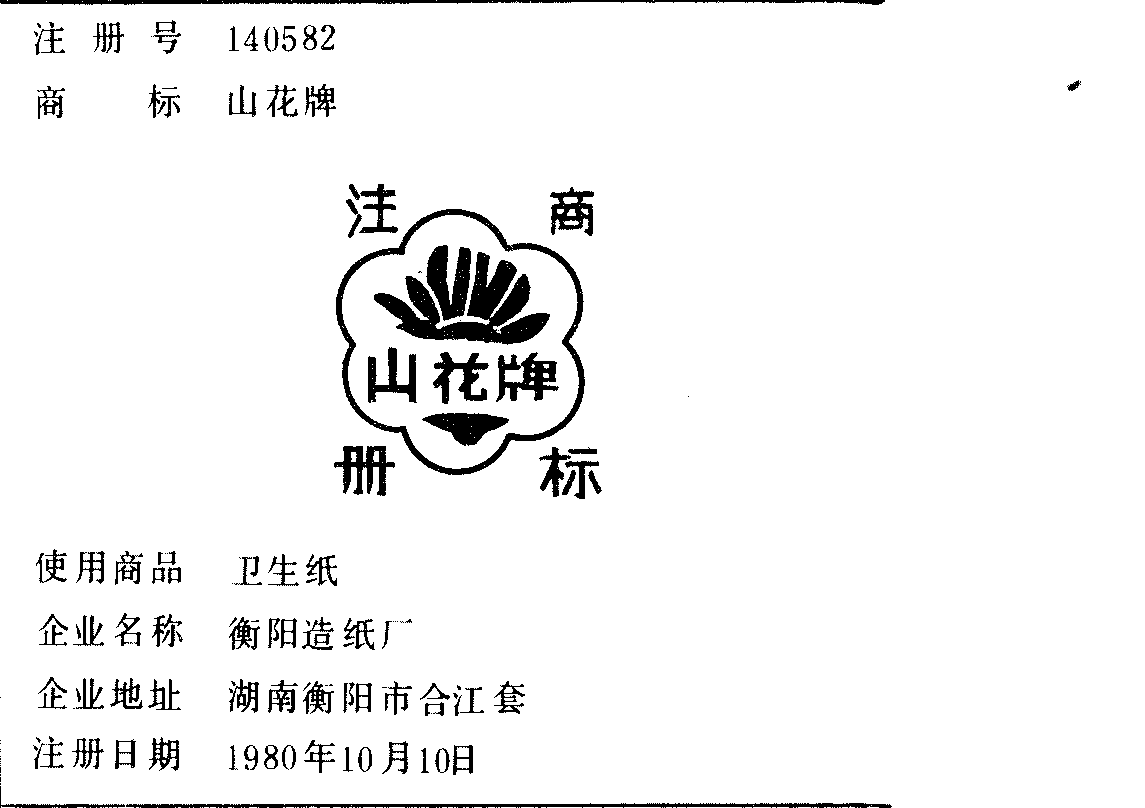 注册号 140582
商标 山花牌
注 商
山花牌
册 标
使用商品 卫生纸
企业名称 衡阳造纸厂
企业地址 湖南衡阳市合江套
注册日期 1980年10月10日